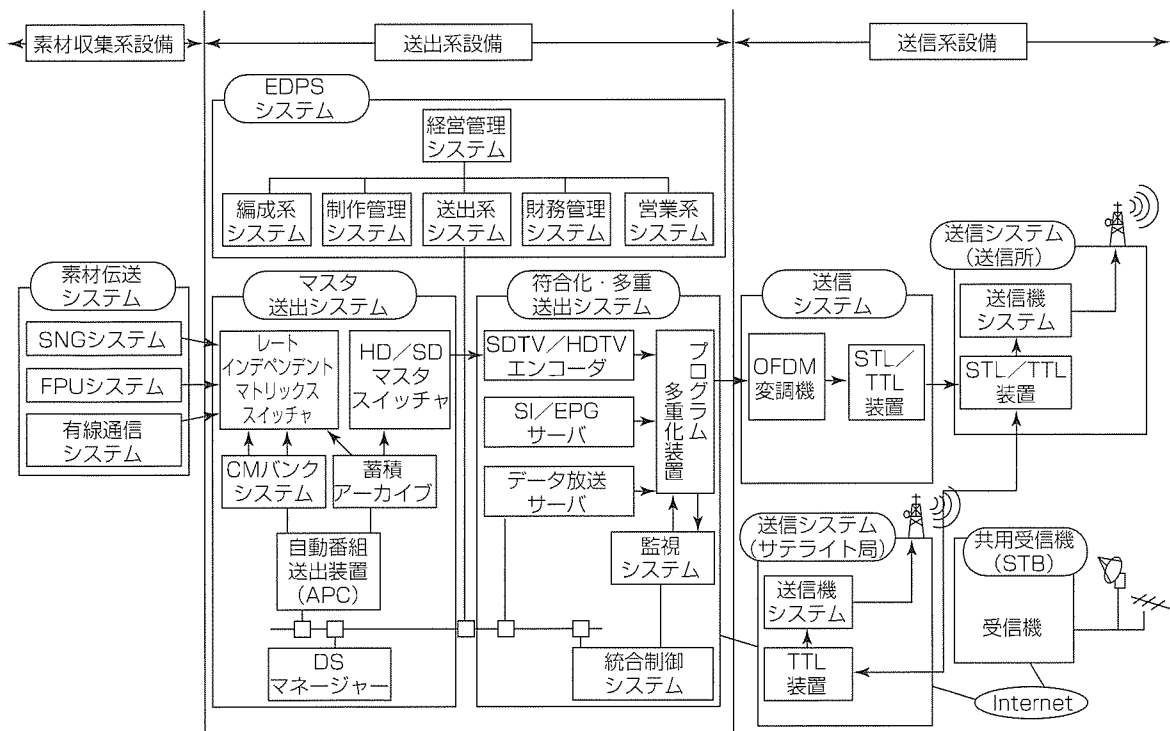 素材収集系設備
送出系設備
送信系設備
EDPS
システム
経営管理
システム
編成系
システム
制作管理
システム
送出系
システム
財務管理
システム
営業系
システム
素材伝送
システム
SNGシステム
FPUシステム
有線通信
システム
マスタ
送出システム
レート
インデペンデント
マトリックス
スイッチャ
HD／SD
マスタ
スイッチャ
CMバンク
システム
蓄積
アーカイブ
自動番組
送出装置
(APC)
DS
マネージャー
符合化・多重
送出システム
SDTV／HDTV
エンコーダ
SI／EPG
サーバ
データ放送
サーバ
プログラム
多重化装置
監視
システム
統合制御
システム
送信
システム
OFDM
変調機
STL／
TTL
装置
送信システム
(送信所)
送信機
システム
STL／TTL
装置
送信システム
(サテライト局)
送信機
システム
TTL
装置
共用受信機
(STB)
受信機
Internet